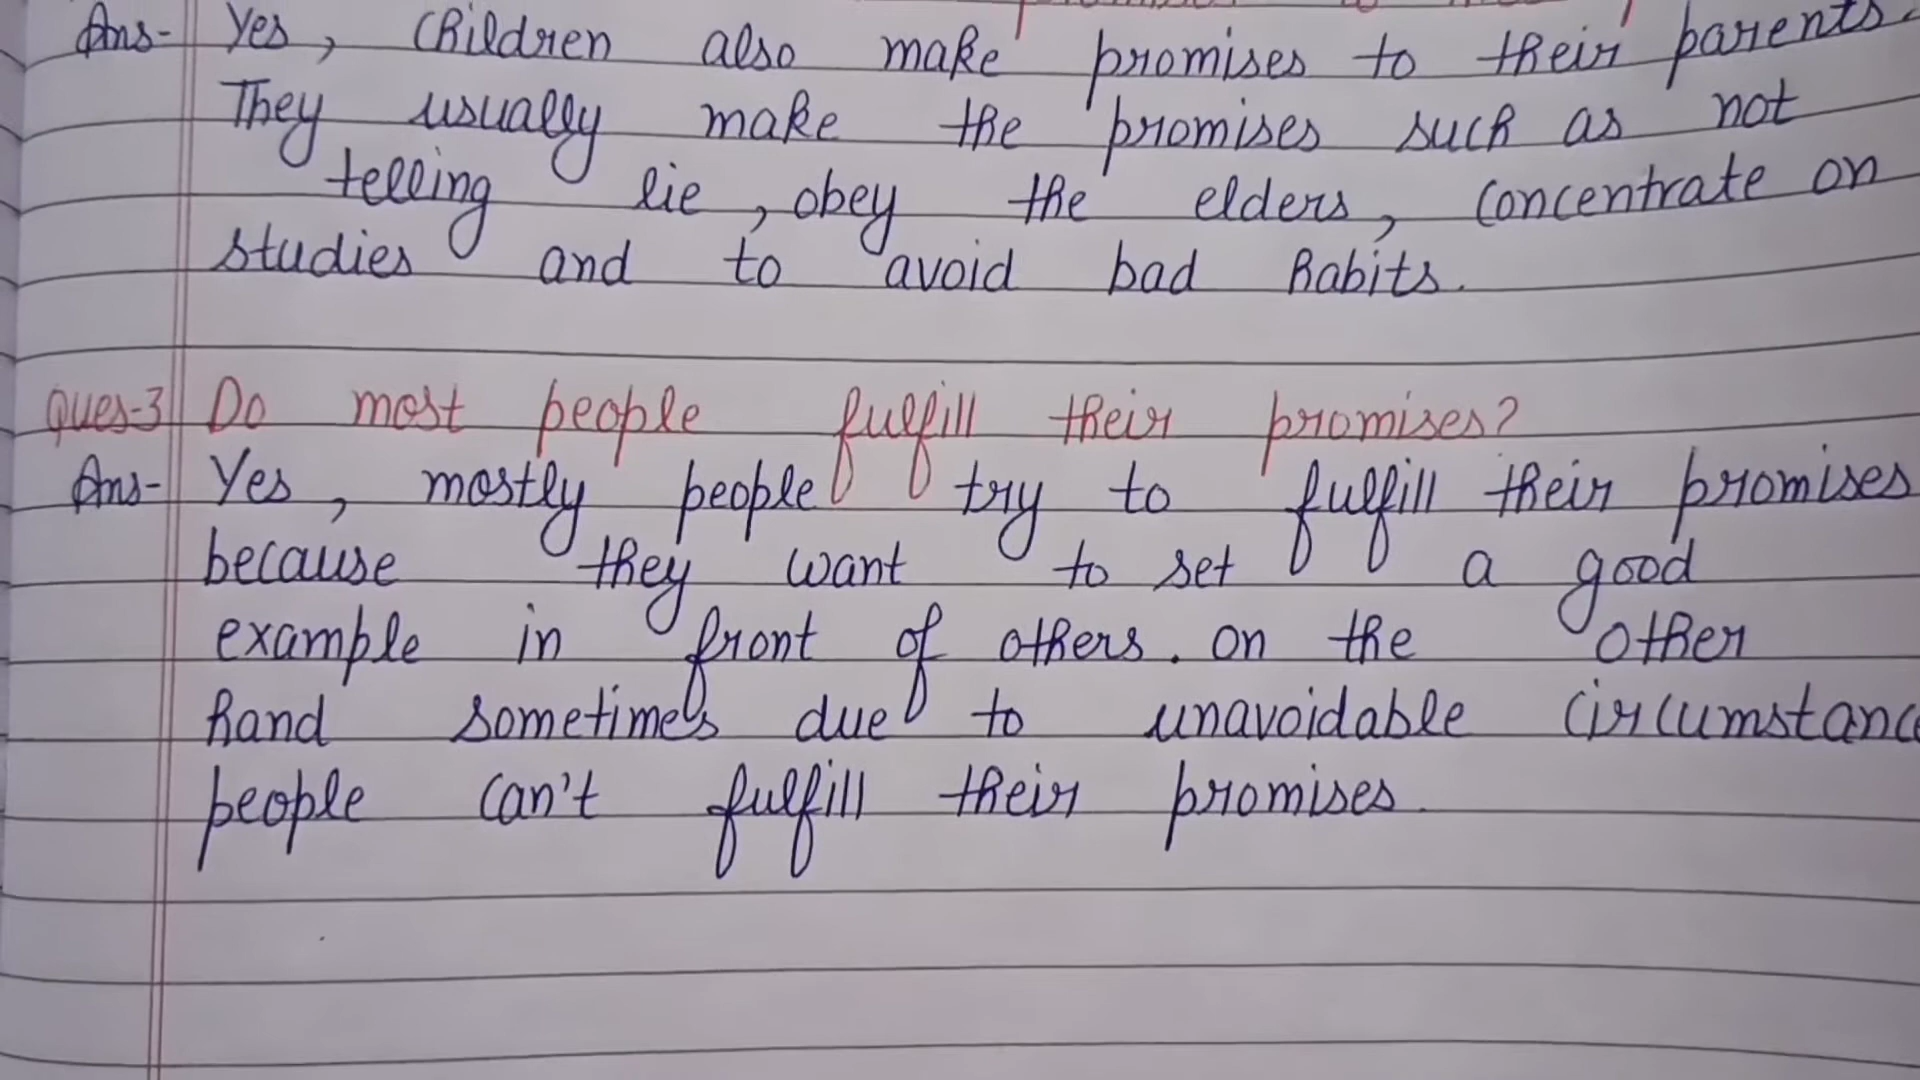 Ans- Yes, Children also make promises to their parents.
They usually make the promises such as not
telling lie, obey the elders, concentrate on
studies and to avoid bad habits.
Ques-3 Do most people fulfill their promises?
Ans- Yes, mostly people try to fulfill their promises
because they want to set a good
example in front of others. on the other
hand sometimes due to unavoidable circumstance
people can't fulfill their promises.